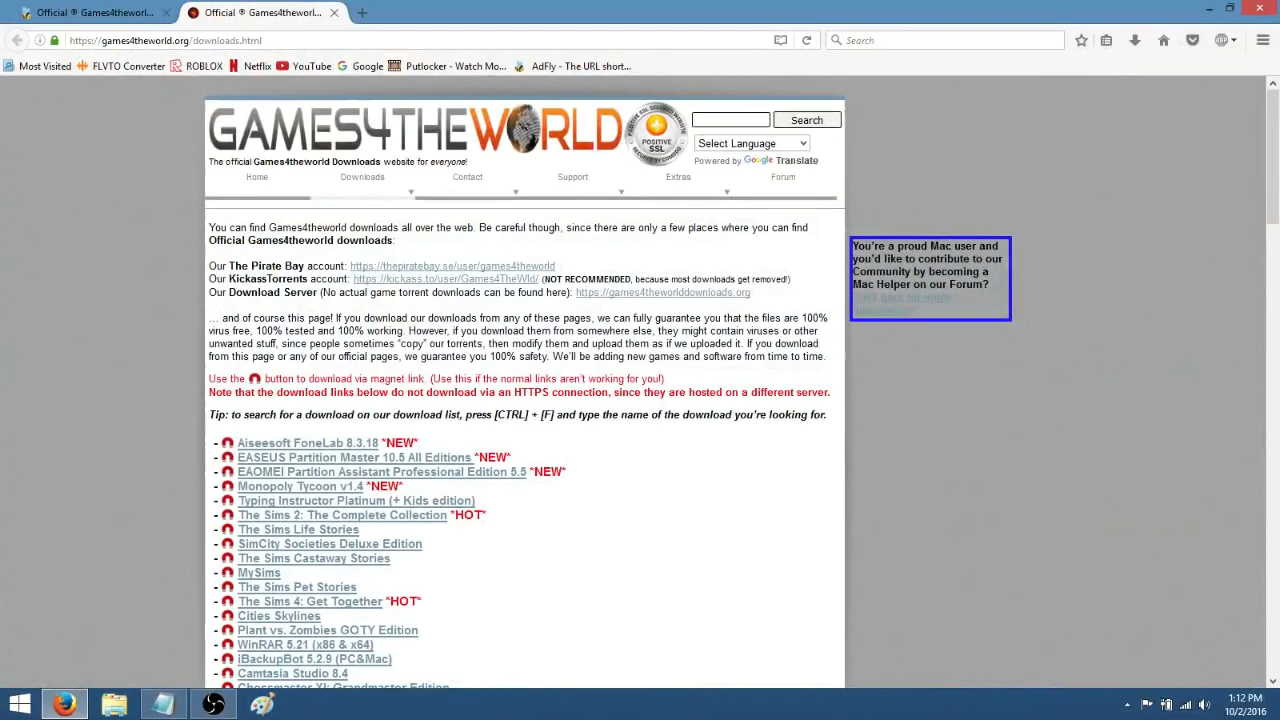 Official ® Games4theworl...
Official ® Games4theworl...
https://games4theworld.org/downloads.html
Search
Most Visited
FLVTO Converter
ROBLOX
Netflix
YouTube
Google
Putlocker - Watch Mo...
AdFly - The URL short...
GAMES4THEWORLD
POSITIVE SSL
Search
Select Language
The official Games4theworld Downloads website for everyone!
Powered by Google Translate
Home Downloads Contact Support Extras Forum
You can find Games4theworld downloads all over the web. Be careful though, since there are only a few places where you can find
Official Games4theworld downloads:
Our The Pirate Bay account: https://thepiratebay.se/user/games4theworld
Our KickassTorrents account: https://kickass.to/user/Games4TheWld/ (NOT RECOMMENDED, because most downloads get removed!)
Our Download Server (No actual game torrent downloads can be found here): https://games4theworlddownloads.org
… and of course this page! If you download our downloads from any of these pages, we can fully guarantee you that the files are 100%
virus free, 100% tested and 100% working. However, if you download them from somewhere else, they might contain viruses or other
unwanted stuff, since people sometimes “copy” our torrents, then modify them and upload them as if we uploaded it. If you download
from this page or any of our official pages, we guarantee you 100% safety. We’ll be adding new games and software from time to time.
Use the button to download via magnet link. (Use this if the normal links aren’t working for you!)
Note that the download links below do not download via an HTTPS connection, since they are hosted on a different server.
Tip: to search for a download on our download list, press [CTRL] + [F] and type the name of the download you’re looking for.
- Aiseesoft FoneLab 8.3.18 *NEW*
- EASEUS Partition Master 10.5 All Editions *NEW*
- EAOMEI Partition Assistant Professional Edition 5.5 *NEW*
- Monopoly Tycoon v1.4 *NEW*
- Typing Instructor Platinum (+ Kids edition)
- The Sims 2: The Complete Collection *HOT*
- The Sims Life Stories
- SimCity Societies Deluxe Edition
- The Sims Castaway Stories
- MySims
- The Sims Pet Stories
- The Sims 4: Get Together *HOT*
- Cities Skylines
- Plant vs. Zombies GOTY Edition
- WinRAR 5.21 (x86 & x64)
- iBackupBot 5.2.9 (PC&Mac)
- Camtasia Studio 8.4
- Chessmaster XI: Grandmaster Edition
You’re a proud Mac user and
you’d like to contribute to our
Community by becoming a
Mac Helper on our Forum?
Click here for more
1:12 PM
10/2/2016